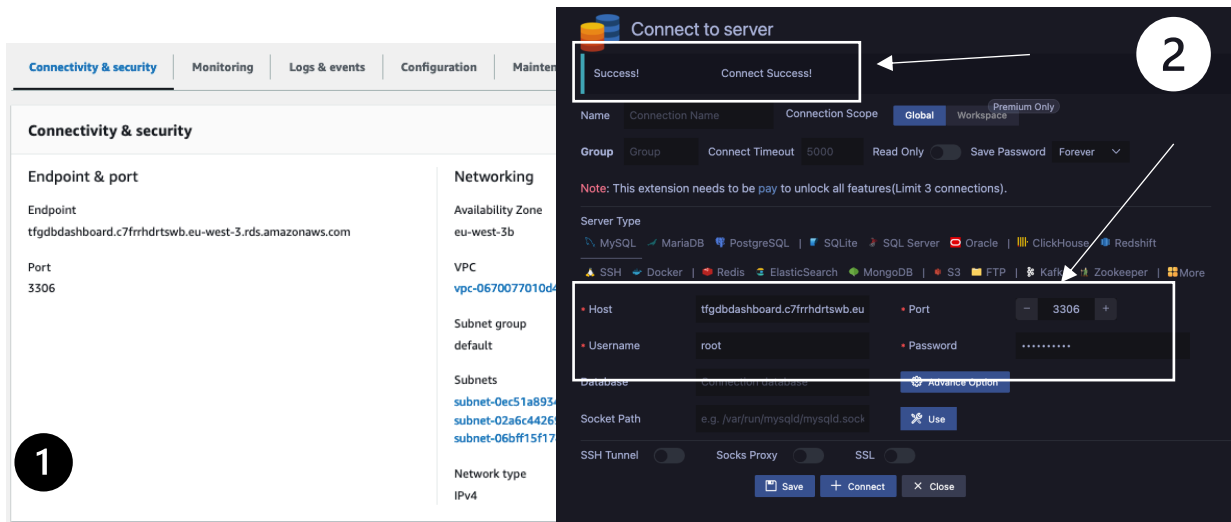 Connectivity & security Monitoring Logs & events Configuration
Connectivity & security
Endpoint & port
Endpoint
tfgdbdashboard.c7frrhdrtswb.eu-west-3.rds.amazonaws.com
Port
3306
Networking
Availability Zone
eu-west-3b
VPC
vpc-0670077010d4
Subnet group
default
Subnets
subnet-0ec51a8934
subnet-02a6c4426
subnet-06bff15f17
Network type
IPv4
1
Connect to server
2
Success! Connect Success!
Name Connection Name Connection Scope Global Workspace Premium Only
Group Group Connect Timeout 5000 Read Only Save Password Forever
Note: This extension needs to be pay to unlock all features(Limit 3 connections).
Server Type
MySQL MariaDB PostgreSQL | SQLite SQL Server Oracle | ClickHouse Redshift
SSH Docker | Redis ElasticSearch MongoDB | S3 FTP | Kafka Zookeeper | More
Host tfgdbdashboard.c7frrhdrtswb.eu Port − 3306 +
Username root Password ••••••••••
Database Connection database Advance Option
Socket Path e.g. /var/run/mysqld/mysqld.sock Use
SSH Tunnel Socks Proxy SSL
Save + Connect × Close